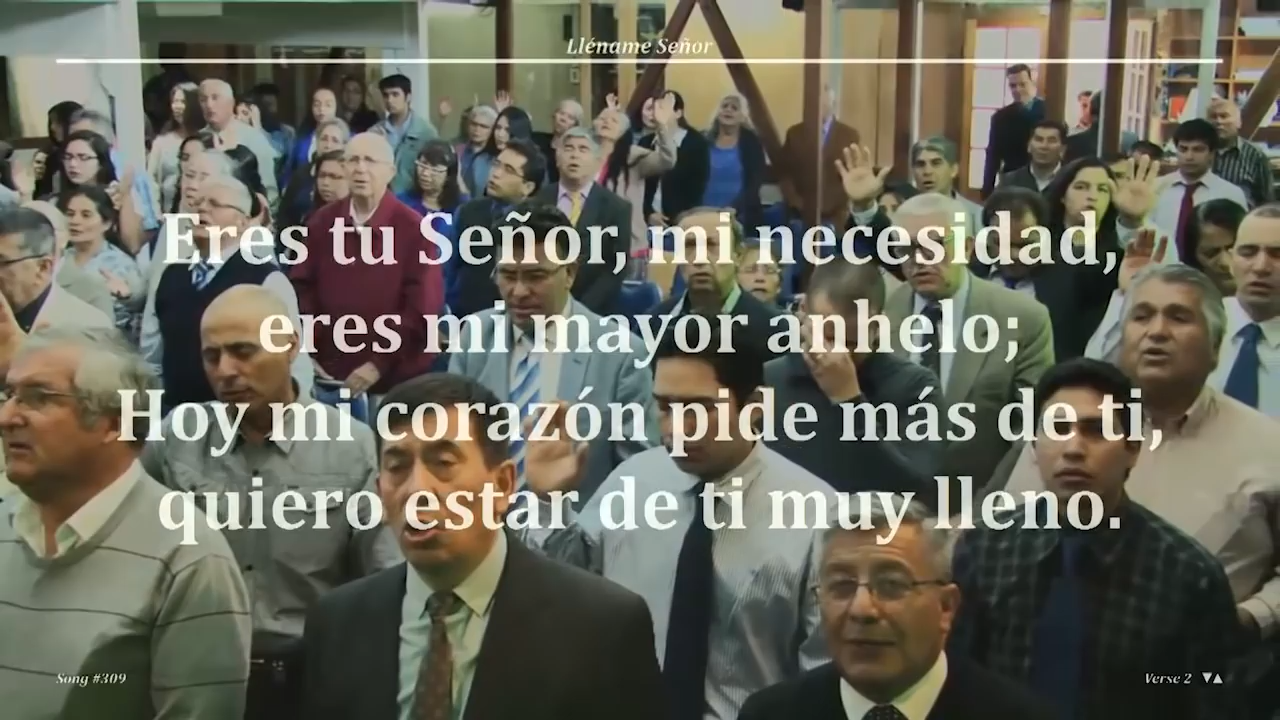 Lléname Señor
Eres tu Señor, mi necesidad,
eres mi mayor anhelo;
Hoy mi corazón pide más de ti,
quiero estar de ti muy lleno.
Song #309
Verse 2 ▼▲